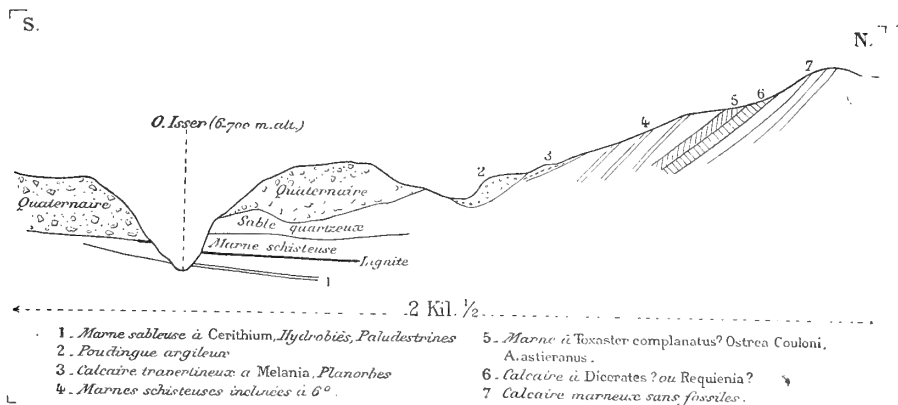 S.
N.
7
O. Isser (6-700 m. alt.)
6
5
4
3
2
Quaternaire
Quaternaire
Sable quartzeux
Marne schisteuse
Lignite
1
2 Kil. ½
1 _ Marne sableuse à Cerithium, Hydrobies, Paludestrines
2 _ Poudingue argileux
3 _ Calcaire travertineux a Melania, Planorbes
4 _ Marnes schisteuses inclinées à 6°.
5 _ Marne à Toxaster complanatus? Ostrea Couloni,
A. astieranus.
6 _ Calcaire à Dicerates? ou Requienia?
7 Calcaire marneux sans fossiles.